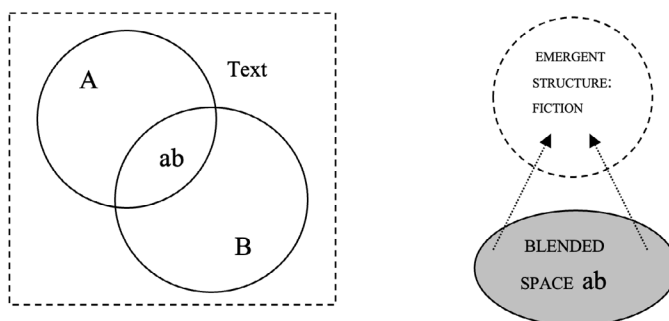 A
Text
ab
B
EMERGENT
STRUCTURE:
FICTION
BLENDED
SPACE ab